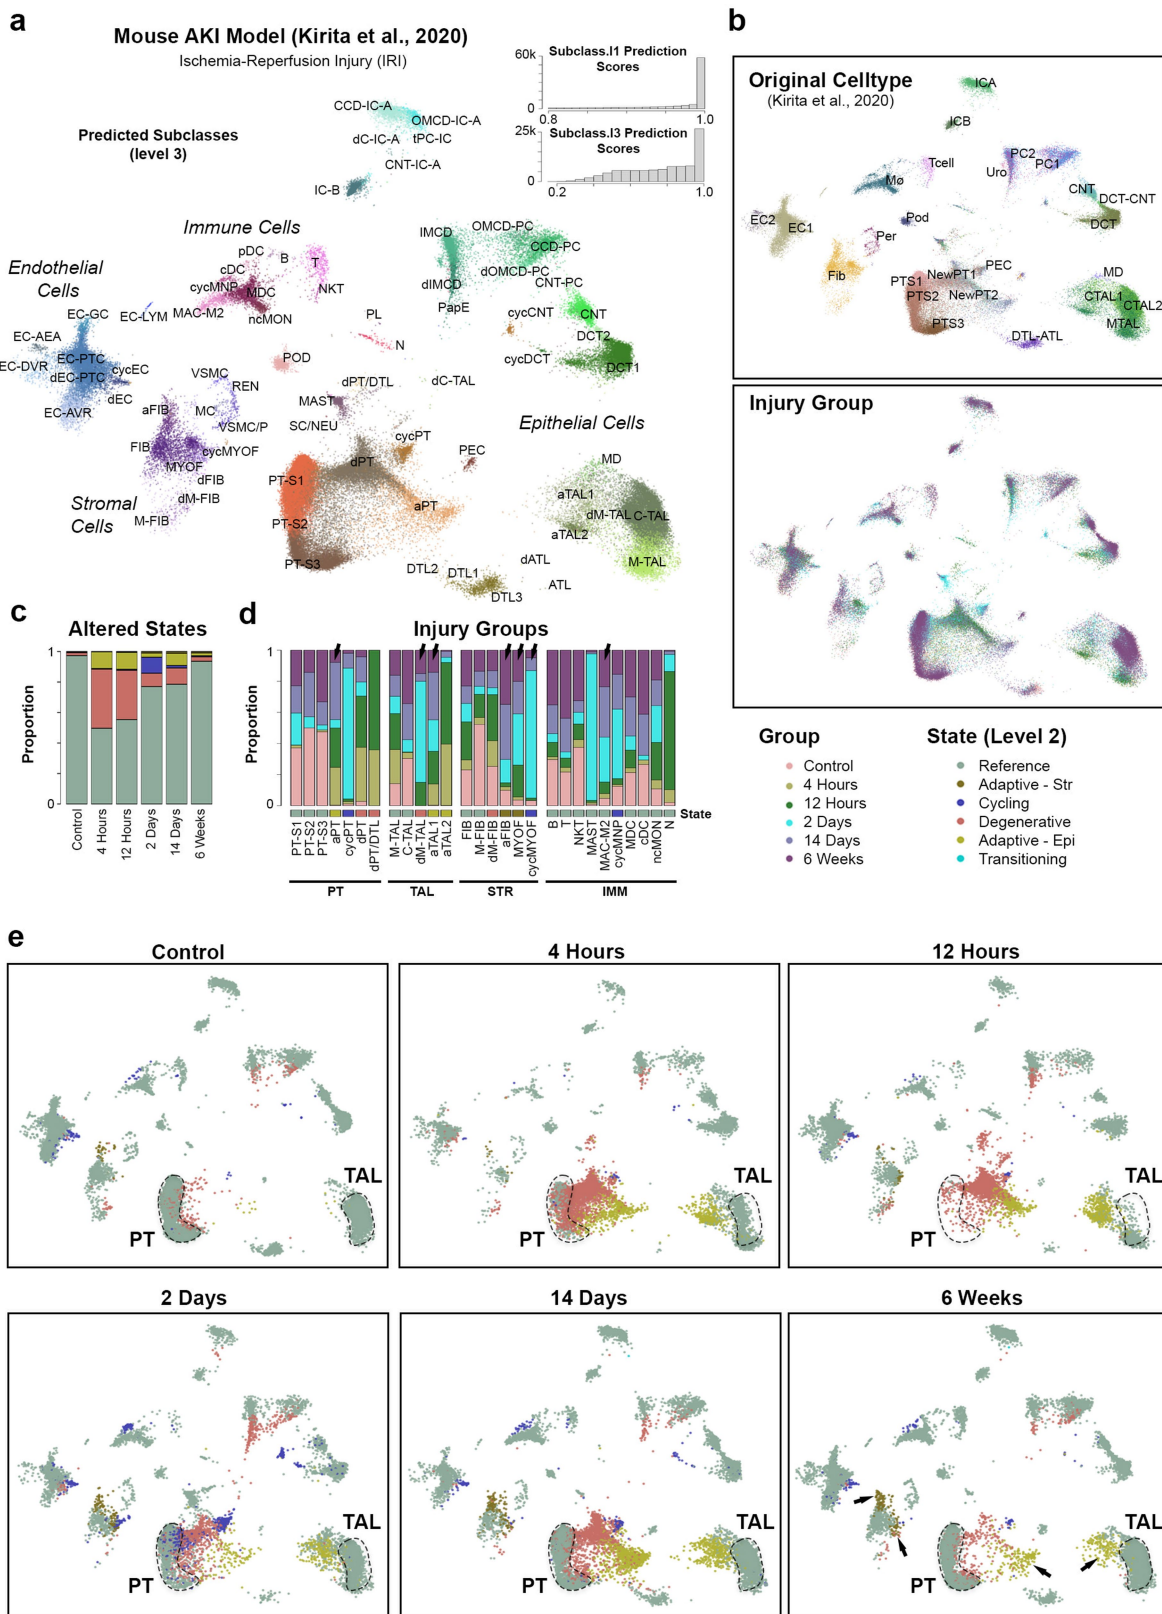 a
Mouse AKI Model (Kirita et al., 2020)
Ischemia-Reperfusion Injury (IRI)
Predicted Subclasses
(level 3)
60k
0
Subclass.l1 Prediction
Scores
0.8
1.0
25k
0
Subclass.l3 Prediction
Scores
0.2
1.0
CCD-IC-A
OMCD-IC-A
dC-IC-A
tPC-IC
CNT-IC-A
IC-B
Immune Cells
pDC
B
T
cDC
cycMNP
MDC
NKT
MAC-M2
ncMON
Endothelial
Cells
EC-GC
EC-LYM
EC-AEA
EC-PTC
EC-DVR
cycEC
dEC-PTC
dEC
EC-AVR
IMCD
OMCD-PC
CCD-PC
dOMCD-PC
dIMCD
CNT-PC
PapE
cycCNT
CNT
DCT2
cycDCT
DCT1
PL
N
POD
VSMC
REN
dPT/DTL
dC-TAL
MAST
aFIB
MC
VSMC/P
SC/NEU
FIB
cycMYOF
MYOF
dFIB
dM-FIB
M-FIB
Stromal
Cells
Epithelial Cells
cycPT
PEC
dPT
PT-S1
aPT
PT-S2
PT-S3
MD
aTAL1
dM-TAL
C-TAL
aTAL2
M-TAL
dATL
DTL2
DTL1
ATL
DTL3
b
Original Celltype
(Kirita et al., 2020)
ICA
ICB
Tcell
Mø
PC2
PC1
Uro
CNT
DCT-CNT
DCT
EC2
EC1
Pod
Per
Fib
PEC
NewPT1
PTS1
PTS2
NewPT2
PTS3
MD
CTAL1
CTAL2
MTAL
DTL-ATL
Injury Group
Group
Control
4 Hours
12 Hours
2 Days
14 Days
6 Weeks
State (Level 2)
Reference
Adaptive - Str
Cycling
Degenerative
Adaptive - Epi
Transitioning
c
Altered States
1
Proportion
0
Control
4 Hours
12 Hours
2 Days
14 Days
6 Weeks
d
Injury Groups
1
Proportion
0
State
PT-S1
PT-S2
PT-S3
aPT
cycPT
dPT
dPT/DTL
M-TAL
C-TAL
dM-TAL
aTAL1
aTAL2
FIB
M-FIB
dM-FIB
aFIB
MYOF
cycMYOF
B
T
NKT
MAST
MAC-M2
cycMNP
MDC
cDC
ncMON
N
PT
TAL
STR
IMM
e
Control
PT
TAL
4 Hours
PT
TAL
12 Hours
PT
TAL
2 Days
PT
TAL
14 Days
PT
TAL
6 Weeks
PT
TAL